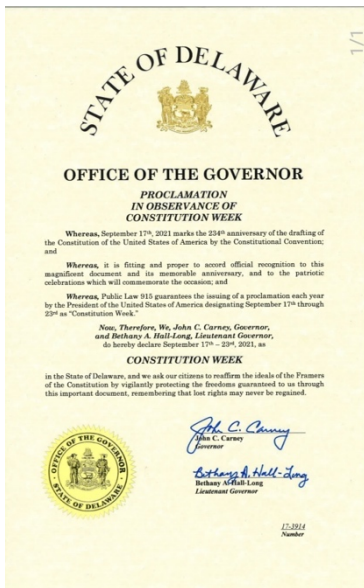 1/1
STATE OF DELAWARE
OFFICE OF THE GOVERNOR
PROCLAMATION
IN OBSERVANCE OF
CONSTITUTION WEEK
Whereas, September 17th, 2021 marks the 234th anniversary of the drafting of
the Constitution of the United States of America by the Constitutional Convention;
and
Whereas, it is fitting and proper to accord official recognition to this
magnificent document and its memorable anniversary, and to the patriotic
celebrations which will commemorate the occasion; and
Whereas, Public Law 915 guarantees the issuing of a proclamation each year
by the President of the United States of America designating September 17th through
23rd as “Constitution Week.”
Now, Therefore, We, John C. Carney, Governor,
and Bethany A. Hall-Long, Lieutenant Governor,
do hereby declare September 17th – 23rd, 2021, as
CONSTITUTION WEEK
in the State of Delaware, and we ask our citizens to reaffirm the ideals of the Framers
of the Constitution by vigilantly protecting the freedoms guaranteed to us through
this important document, remembering that lost rights may never be regained.
John C. Carney
John C. Carney
Governor
Bethany A. Hall-Long
Bethany A. Hall-Long
Lieutenant Governor
OFFICE OF THE GOVERNOR
STATE OF DELAWARE
17-3914
Number